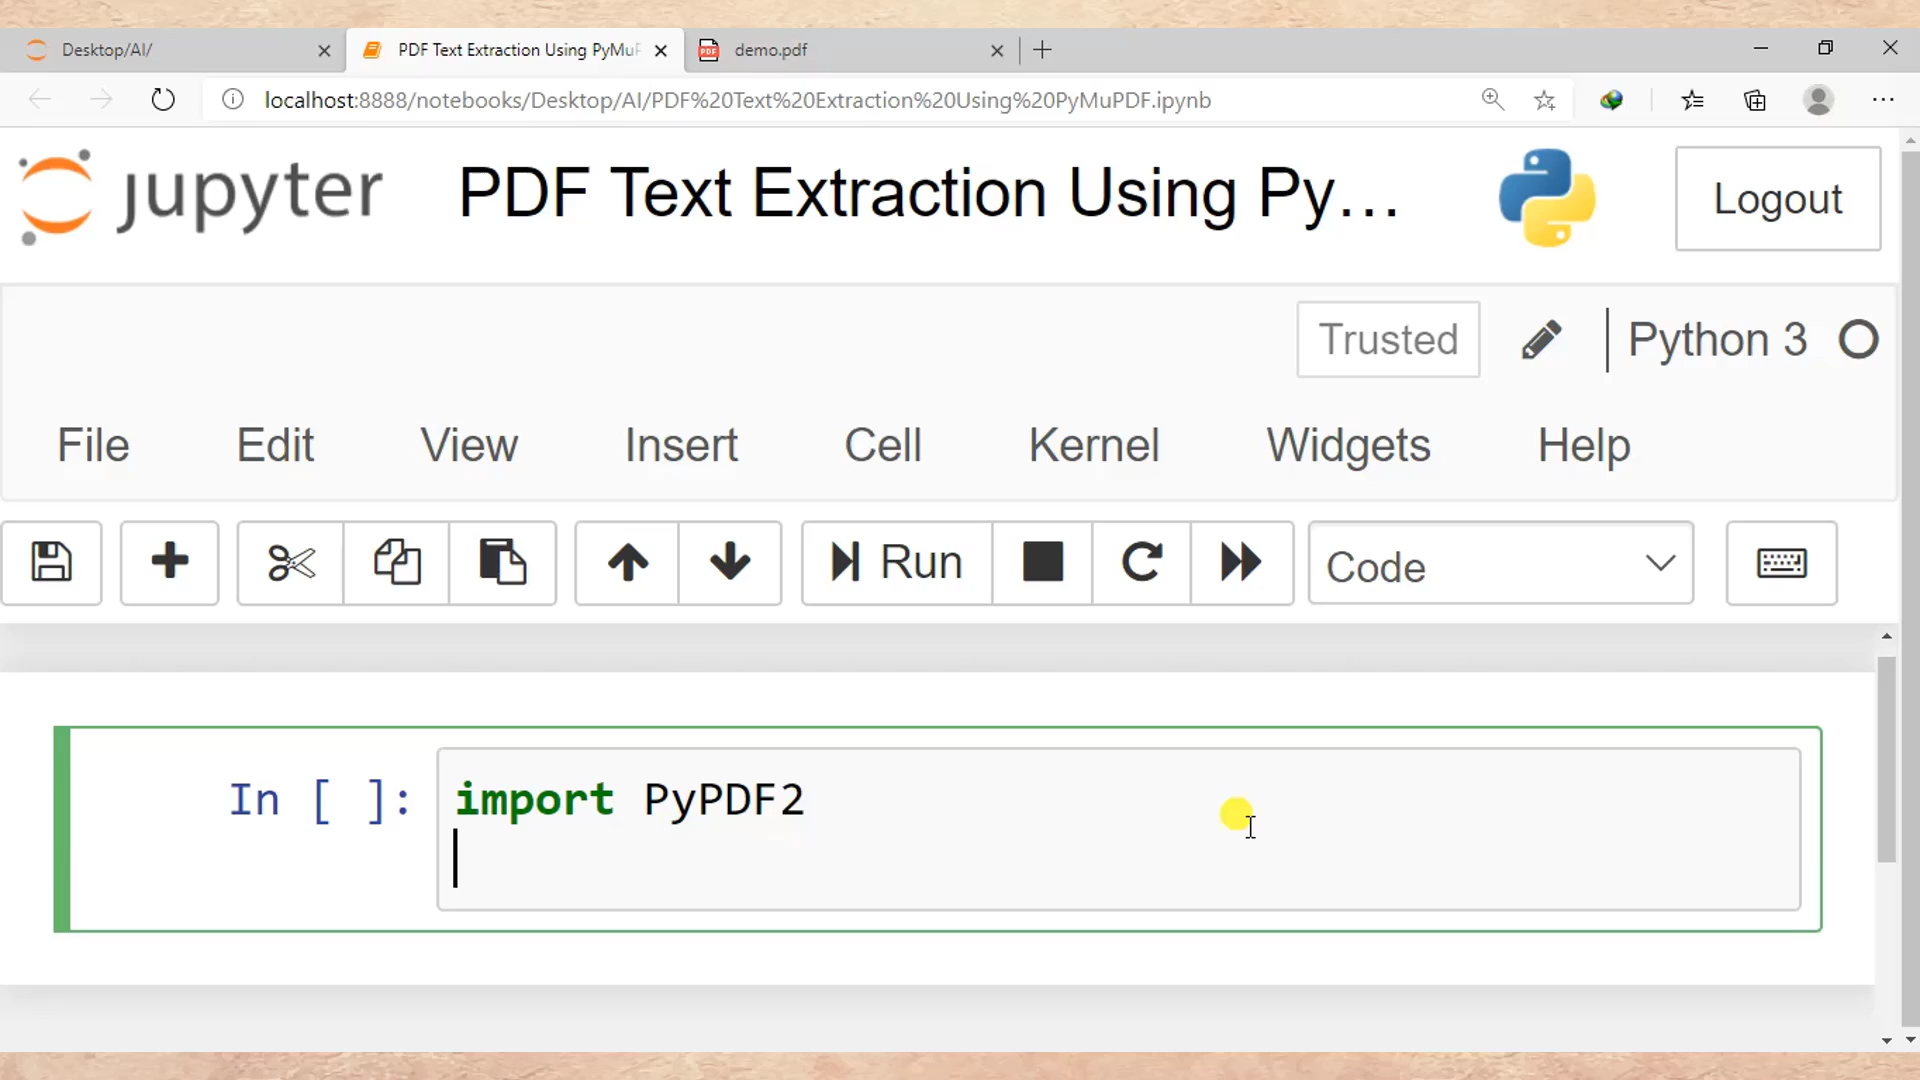 Desktop/AI/
PDF Text Extraction Using PyMuP
demo.pdf
localhost:8888/notebooks/Desktop/AI/PDF%20Text%20Extraction%20Using%20PyMuPDF.ipynb
jupyter
PDF Text Extraction Using Py…
Logout
Trusted
Python 3
File
Edit
View
Insert
Cell
Kernel
Widgets
Help
Run
Code
In [ ]:
import PyPDF2